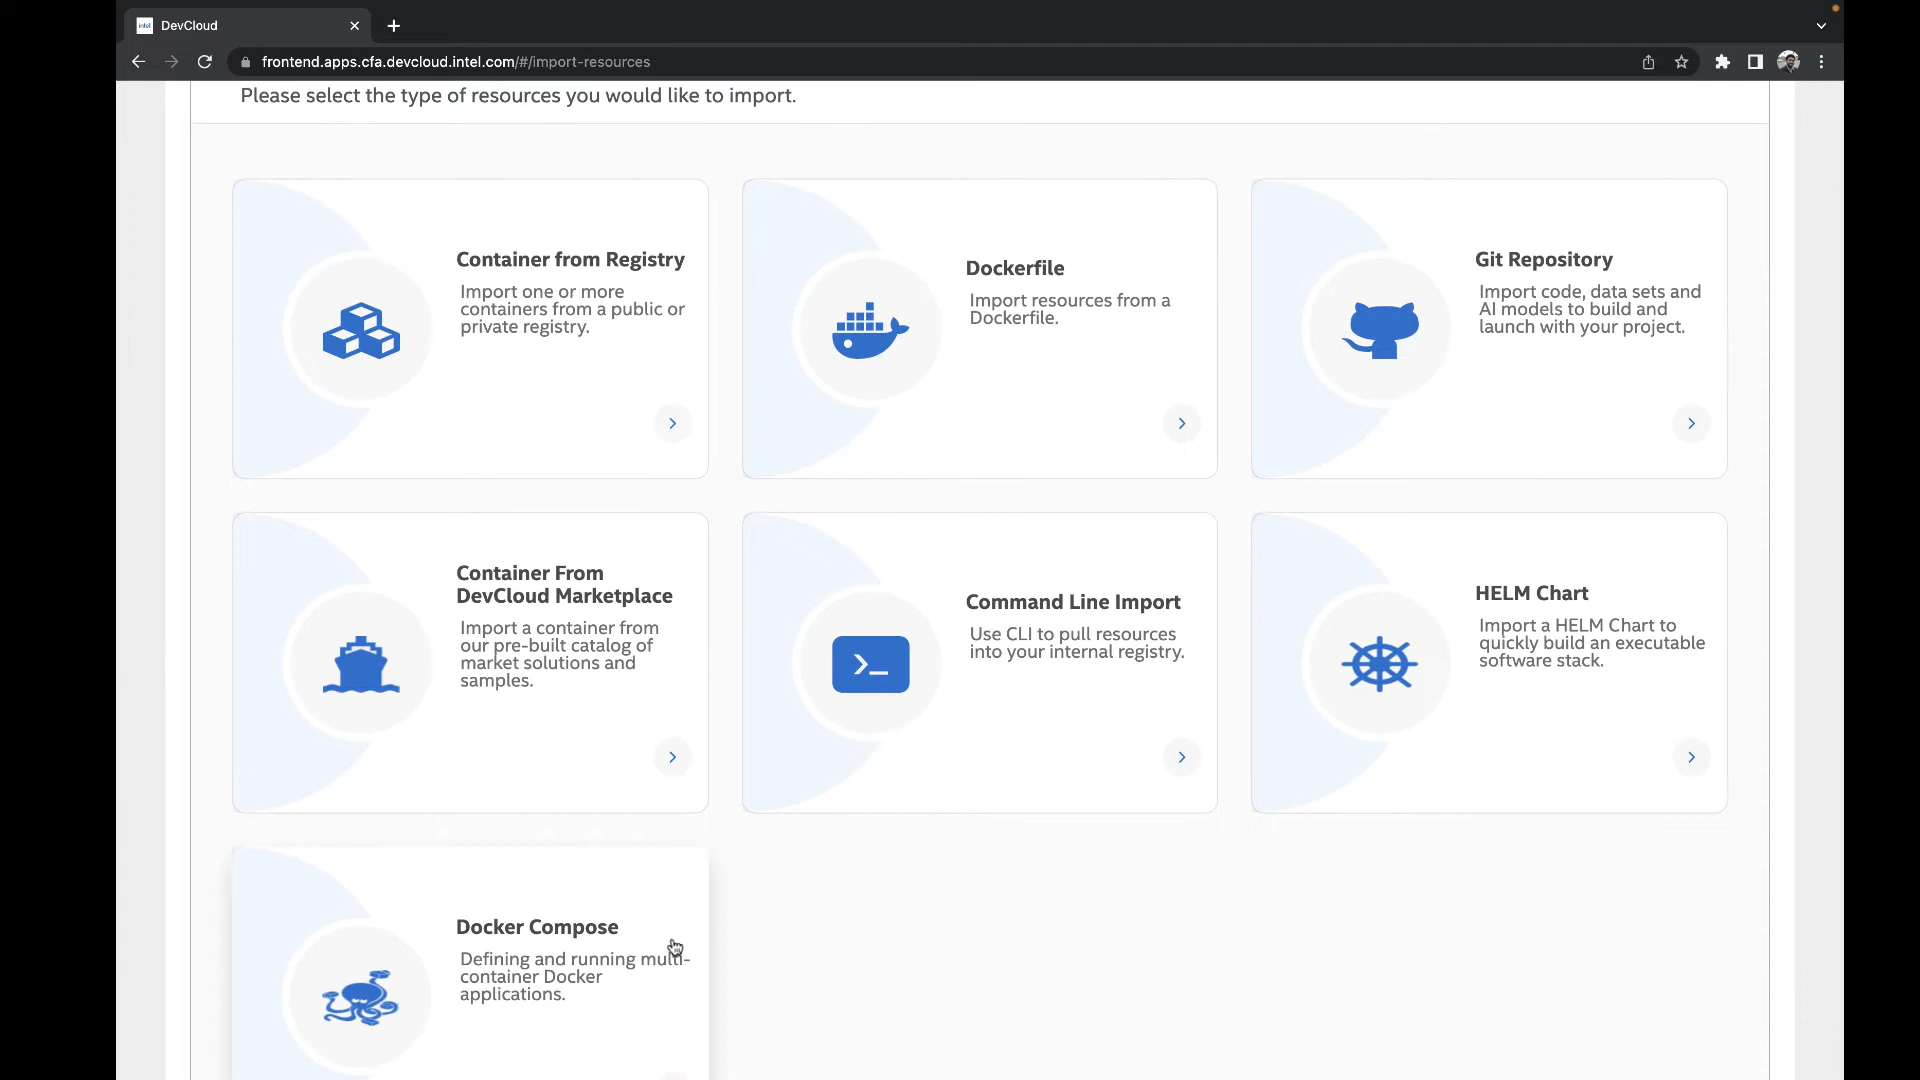 DevCloud
frontend.apps.cfa.devcloud.intel.com/#/import-resources
Please select the type of resources you would like to import.
Container from Registry
Import one or more
containers from a public or
private registry.
Dockerfile
Import resources from a
Dockerfile.
Git Repository
Import code, data sets and
AI models to build and
launch with your project.
Container From
DevCloud Marketplace
Import a container from
our pre-built catalog of
market solutions and
samples.
Command Line Import
Use CLI to pull resources
into your internal registry.
HELM Chart
Import a HELM Chart to
quickly build an executable
software stack.
Docker Compose
Defining and running multi-
container Docker
applications.